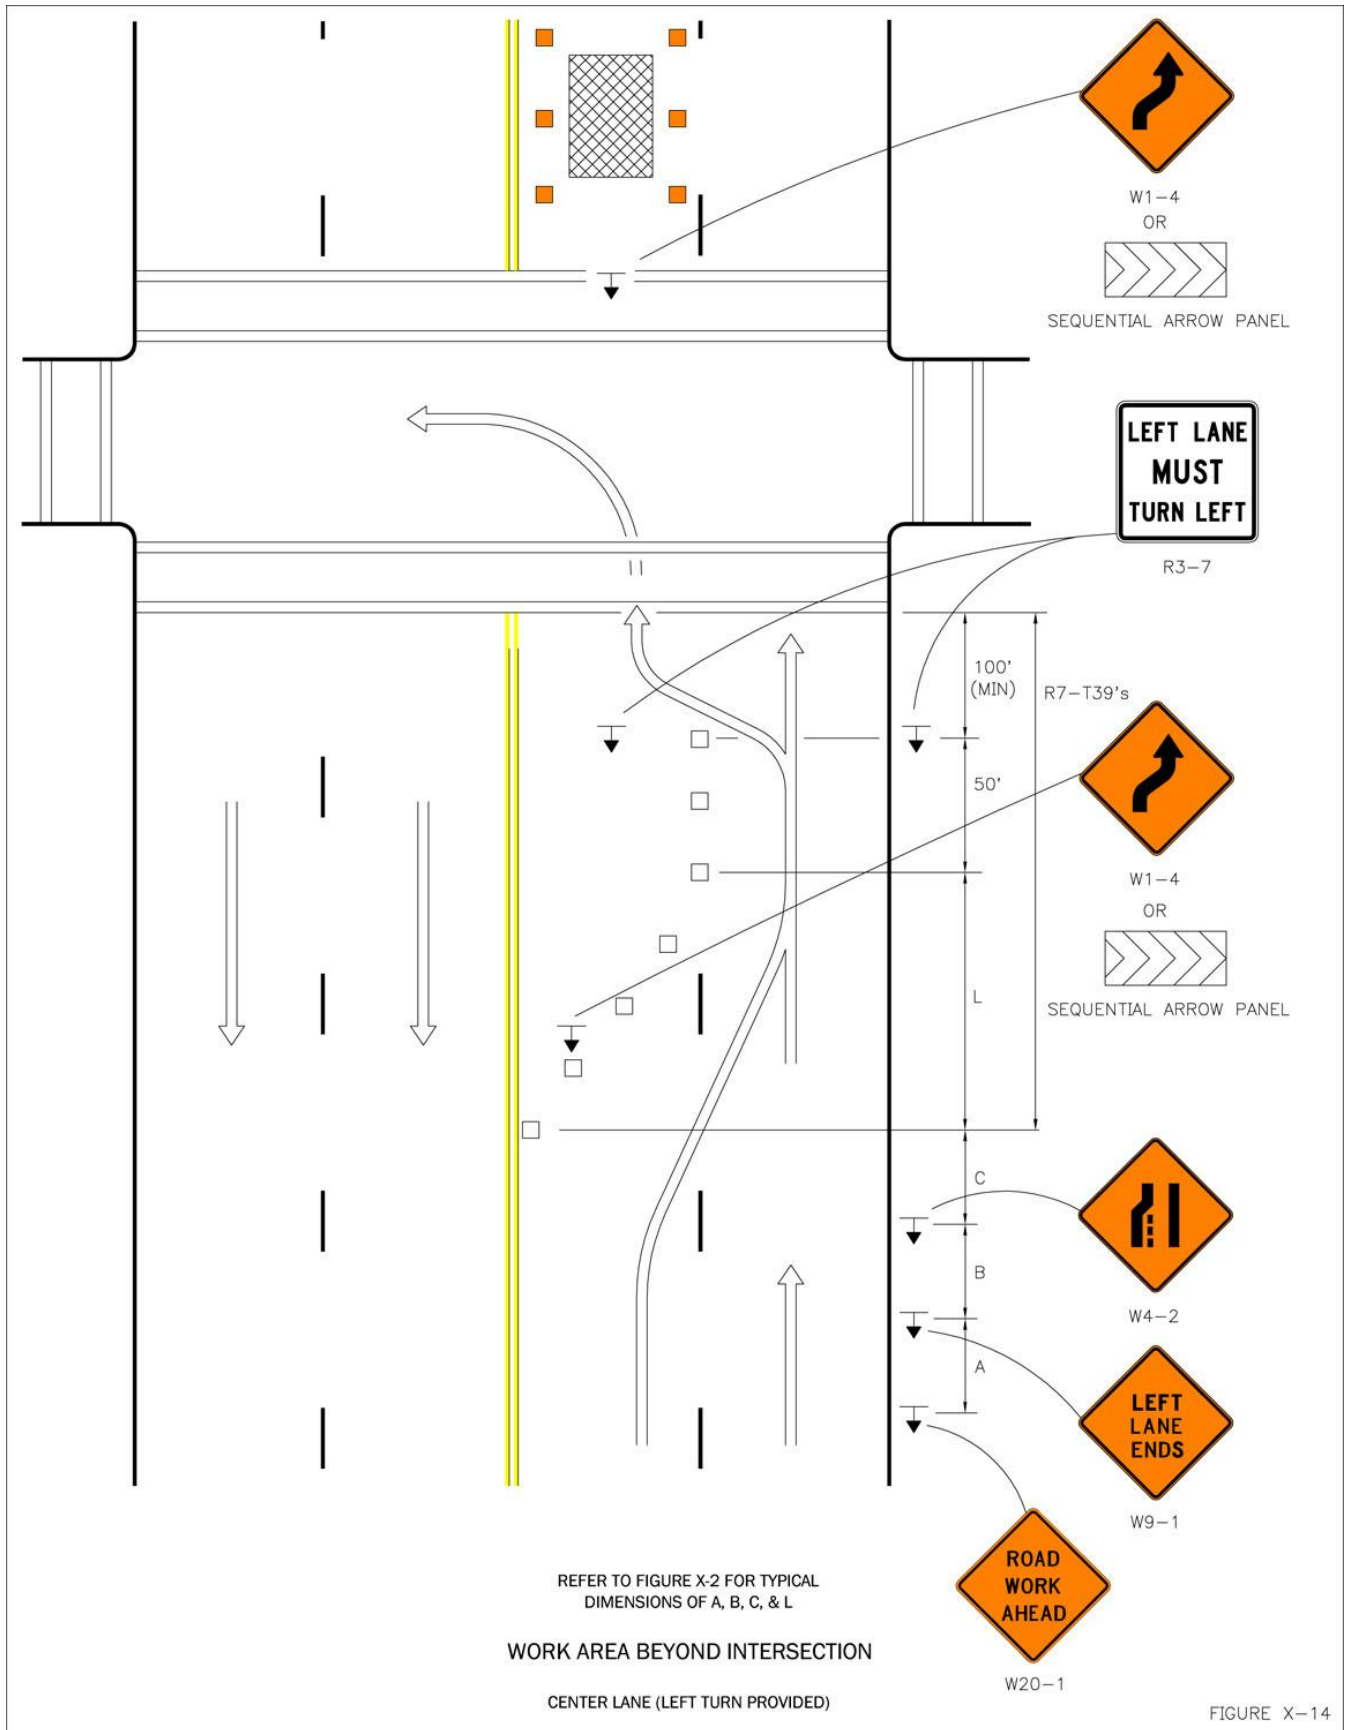 W1-4
OR
SEQUENTIAL ARROW PANEL
LEFT LANE
MUST
TURN LEFT
R3-7
100'
(MIN)
R7-T39's
50'
W1-4
OR
SEQUENTIAL ARROW PANEL
L
C
B
W4-2
A
LEFT
LANE
ENDS
W9-1
ROAD
WORK
AHEAD
W20-1
REFER TO FIGURE X-2 FOR TYPICAL
DIMENSIONS OF A, B, C, & L
WORK AREA BEYOND INTERSECTION
CENTER LANE (LEFT TURN PROVIDED)
FIGURE X-14